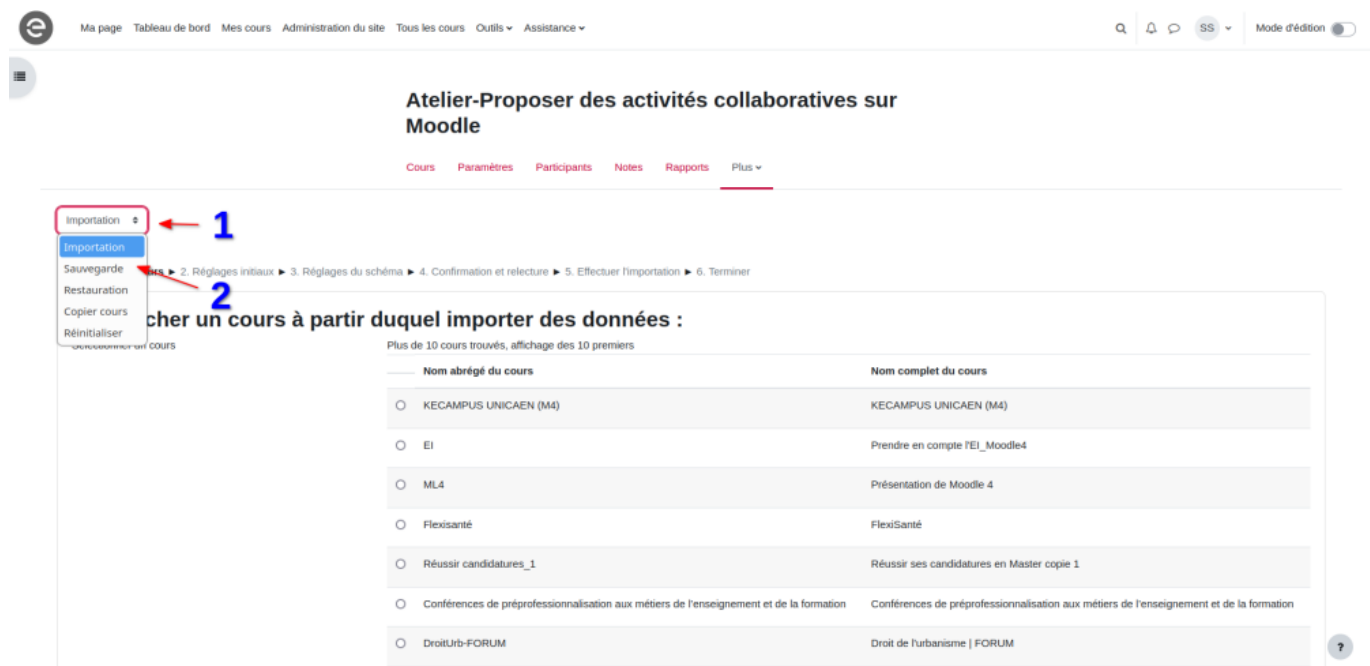 Ma page Tableau de bord Mes cours Administration du site Tous les cours Outils Assistance SS Mode d'édition
Atelier-Proposer des activités collaboratives sur
Moodle
Cours Paramètres Participants Notes Rapports Plus
Importation 1
Importation
Sauvegarde
2. Réglages initiaux ► 3. Réglages du schéma ► 4. Confirmation et relecture ► 5. Effectuer l'importation ► 6. Terminer
Restauration 2
Copier cours
cher un cours à partir duquel importer des données :
Réinitialiser
Sélectionner un cours Plus de 10 cours trouvés, affichage des 10 premiers
Nom abrégé du cours Nom complet du cours
KECAMPUS UNICAEN (M4) KECAMPUS UNICAEN (M4)
EI Prendre en compte l'EI_Moodle4
ML4 Présentation de Moodle 4
Flexisanté FlexiSanté
Réussir candidatures_1 Réussir ses candidatures en Master copie 1
Conférences de préprofessionnalisation aux métiers de l'enseignement et de la formation Conférences de préprofessionnalisation aux métiers de l'enseignement et de la formation
DroitUrb-FORUM Droit de l'urbanisme | FORUM
?